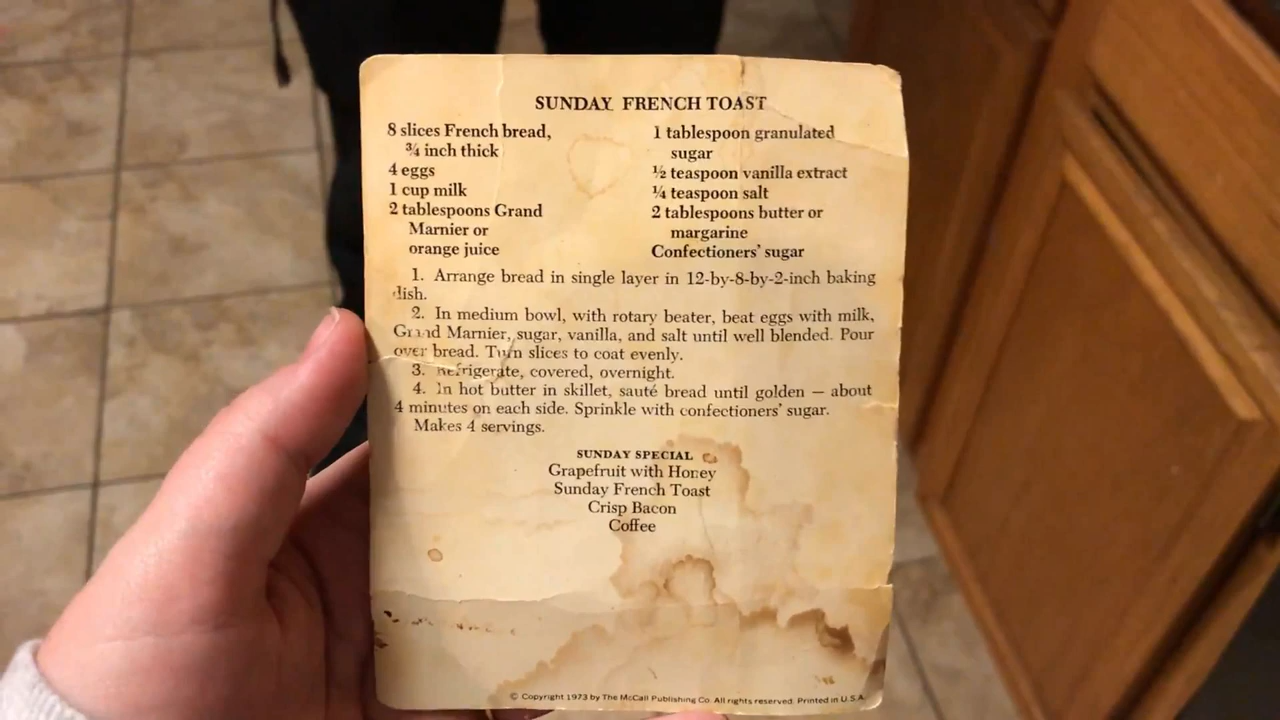 SUNDAY FRENCH TOAST
8 slices French bread,
¾ inch thick
4 eggs
1 cup milk
2 tablespoons Grand
Marnier or
orange juice
1 tablespoon granulated
sugar
½ teaspoon vanilla extract
¼ teaspoon salt
2 tablespoons butter or
margarine
Confectioners' sugar
1. Arrange bread in single layer in 12-by-8-by-2-inch baking
dish.
2. In medium bowl, with rotary beater, beat eggs with milk,
Grand Marnier, sugar, vanilla, and salt until well blended. Pour
over bread. Turn slices to coat evenly.
3. Refrigerate, covered, overnight.
4. In hot butter in skillet, sauté bread until golden — about
4 minutes on each side. Sprinkle with confectioners' sugar.
Makes 4 servings.
SUNDAY SPECIAL
Grapefruit with Honey
Sunday French Toast
Crisp Bacon
Coffee
© Copyright 1973 by The McCall Publishing Co. All rights reserved. Printed in U.S.A.